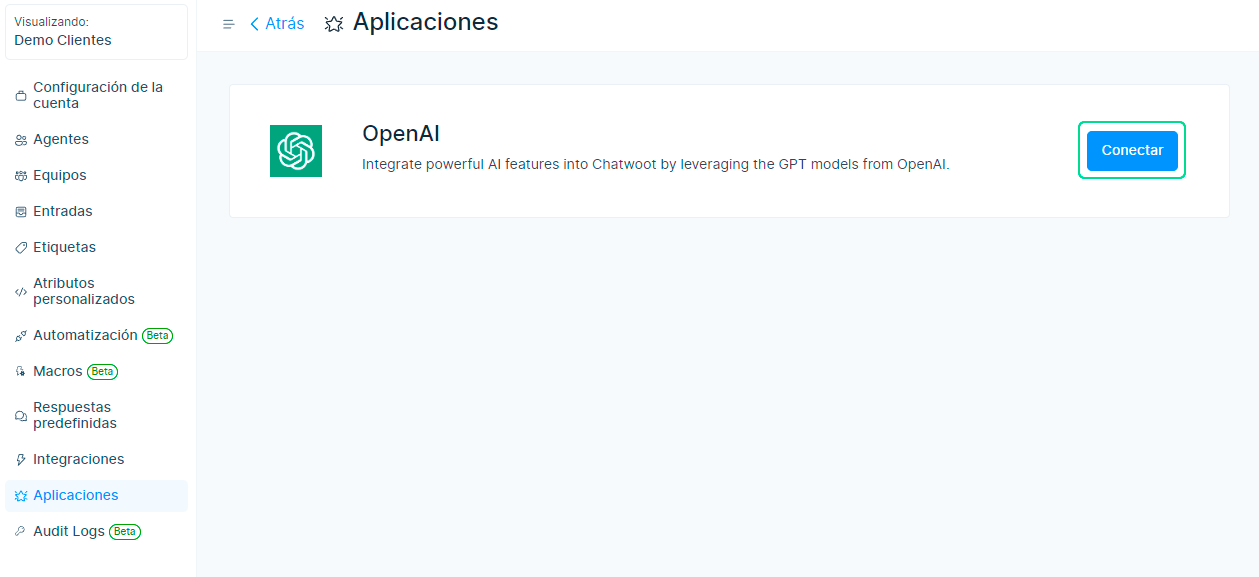 Visualizando:
Demo Clientes
Configuración de la
cuenta
Agentes
Equipos
Entradas
Etiquetas
Atributos
personalizados
Automatización Beta
Macros Beta
Respuestas
predefinidas
Integraciones
Aplicaciones
Audit Logs Beta
Atrás Aplicaciones
OpenAI
Integrate powerful AI features into Chatwoot by leveraging the GPT models from OpenAI.
Conectar